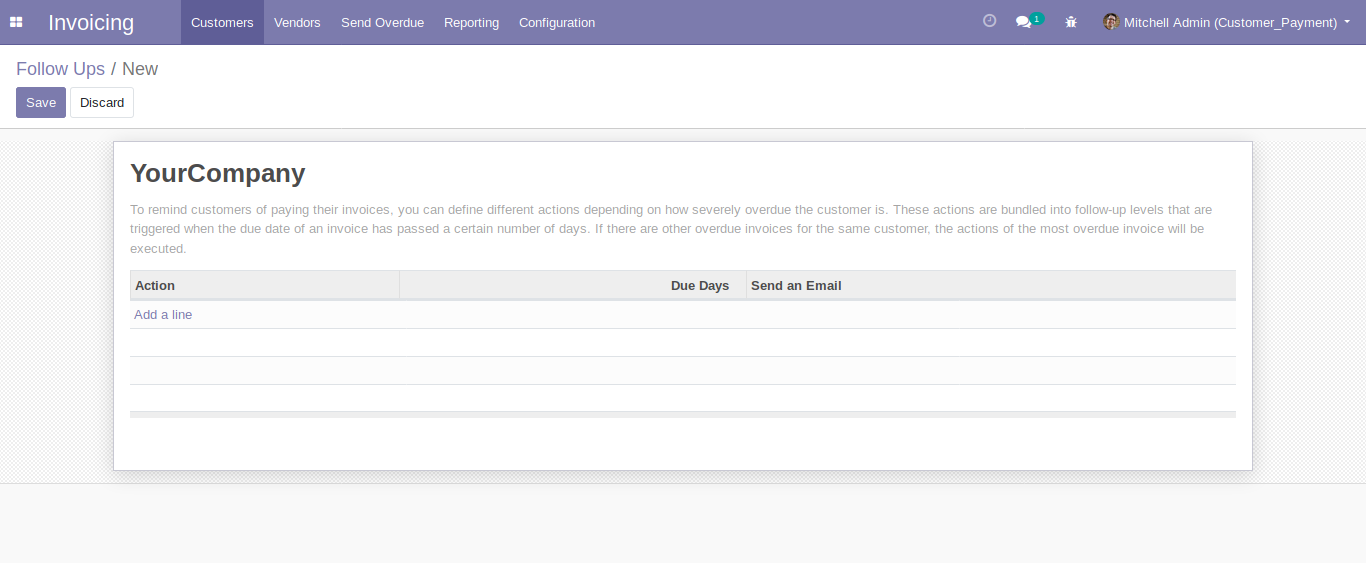 Invoicing Customers Vendors Send Overdue Reporting Configuration 1 Mitchell Admin (Customer_Payment)
Follow Ups / New
Save Discard
YourCompany
To remind customers of paying their invoices, you can define different actions depending on how severely overdue the customer is. These actions are bundled into follow-up levels that are
triggered when the due date of an invoice has passed a certain number of days. If there are other overdue invoices for the same customer, the actions of the most overdue invoice will be
executed.
Action Due Days Send an Email
Add a line